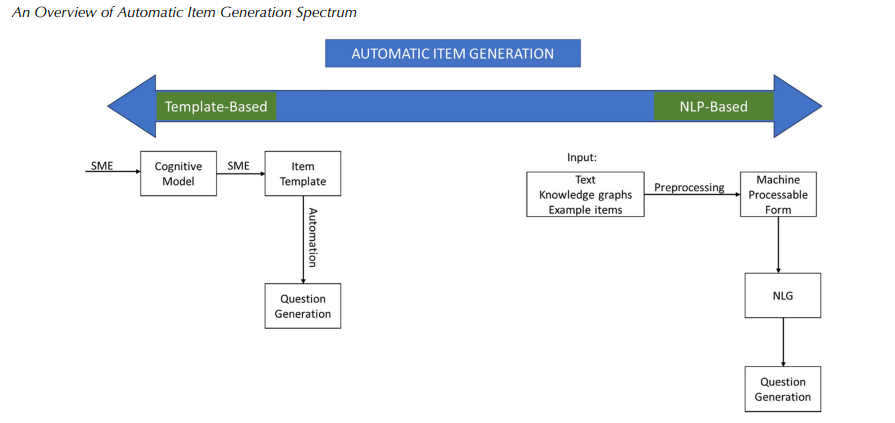 An Overview of Automatic Item Generation Spectrum
AUTOMATIC ITEM GENERATION
Template-Based
NLP-Based
SME
Cognitive
Model
SME
Item
Template
Automation
Question
Generation
Input:
Text
Knowledge graphs
Example items
Preprocessing
Machine
Processable
Form
NLG
Question
Generation